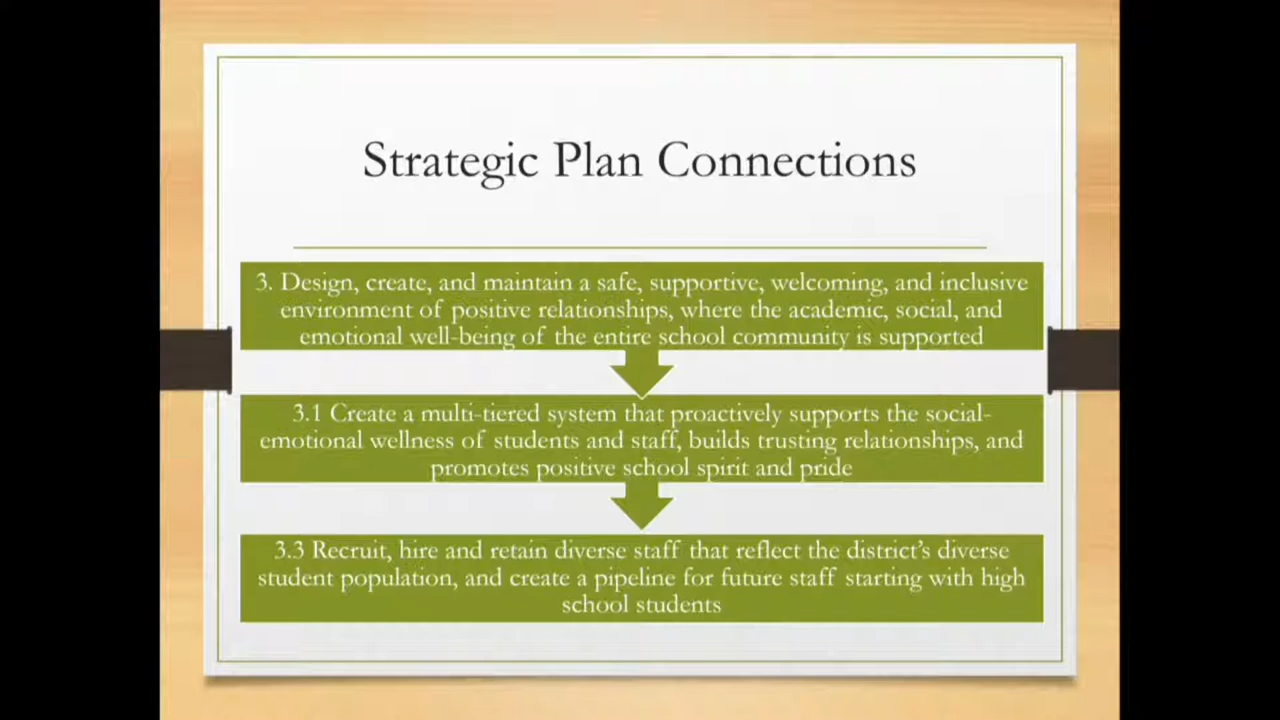 Strategic Plan Connections
3. Design, create, and maintain a safe, supportive, welcoming, and inclusive
environment of positive relationships, where the academic, social, and
emotional well-being of the entire school community is supported
3.1 Create a multi-tiered system that proactively supports the social-
emotional wellness of students and staff, builds trusting relationships, and
promotes positive school spirit and pride
3.3 Recruit, hire and retain diverse staff that reflect the district's diverse
student population, and create a pipeline for future staff starting with high
school students